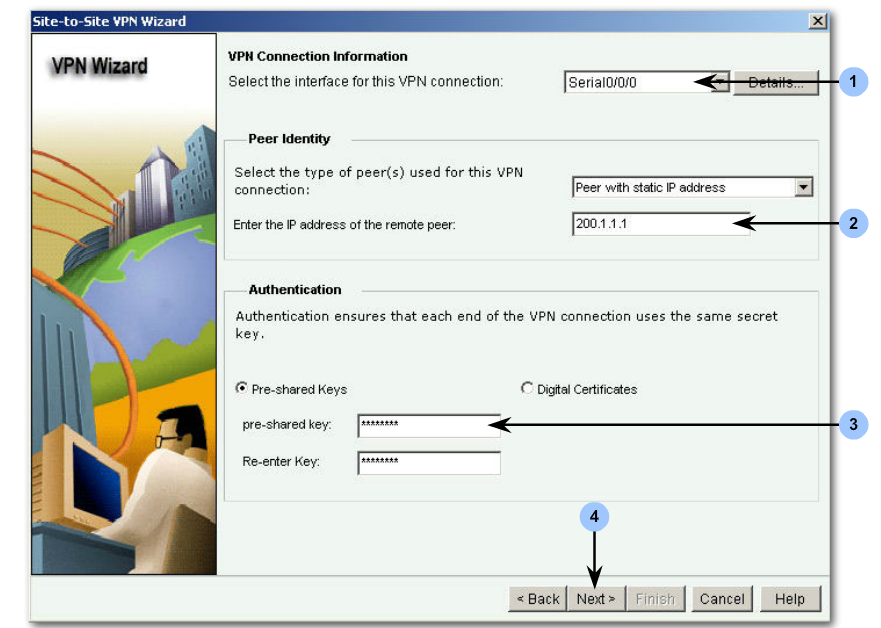 Site-to-Site VPN Wizard
VPN Wizard
VPN Connection Information
Select the interface for this VPN connection:
Serial0/0/0
Details...
1
Peer Identity
Select the type of peer(s) used for this VPN
connection:
Peer with static IP address
Enter the IP address of the remote peer:
200.1.1.1
2
Authentication
Authentication ensures that each end of the VPN connection uses the same secret
key.
Pre-shared Keys
Digital Certificates
pre-shared key:
********
3
Re-enter Key:
********
4
< Back
Next >
Finish
Cancel
Help